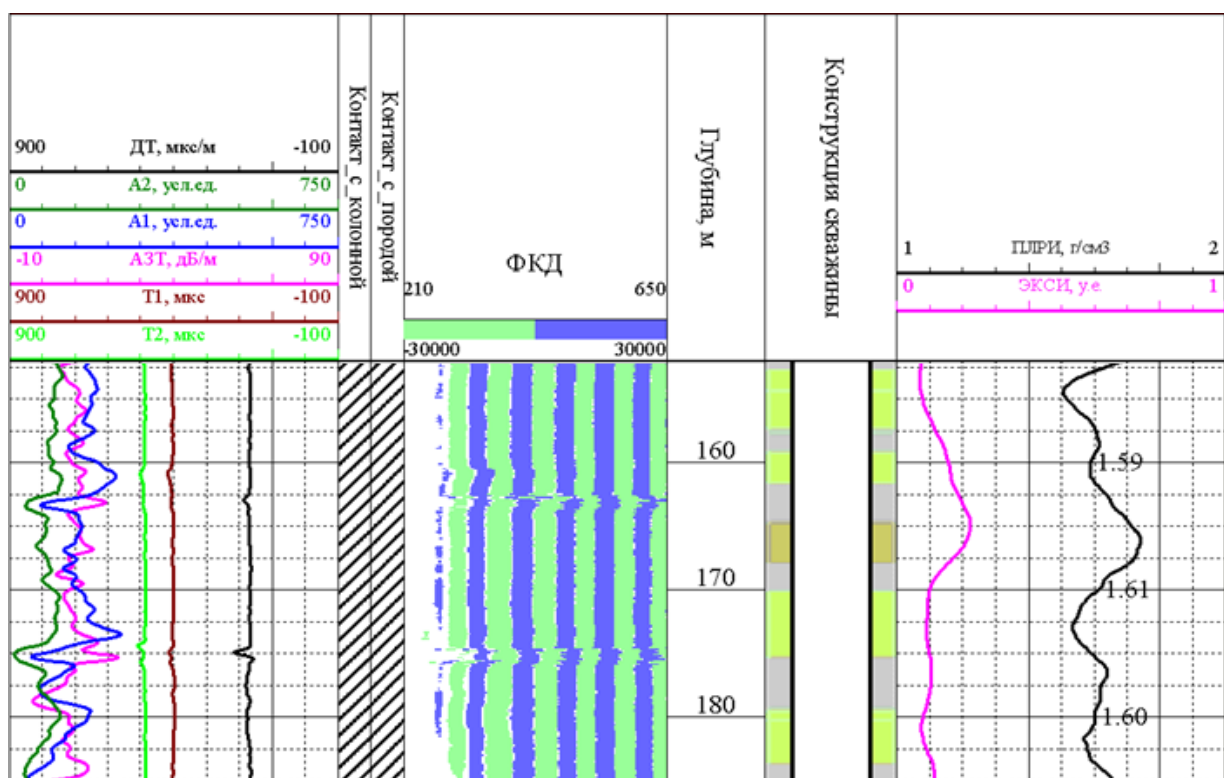 900 ДТ, мкс/м -100
0 А2, усл.ед. 750
0 А1, усл.ед. 750
-10 АЗТ, дБ/м 90
900 Т1, мкс -100
900 Т2, мкс -100
Контакт_с_колонной
Контакт_с_породой
ФКД
210 650
-30000 30000
Глубина, м
Конструкция скважины
1 ПЛРИ, г/см3 2
0 ЭКСИ, у.е. 1
160
170
180
1.59
1.61
1.60